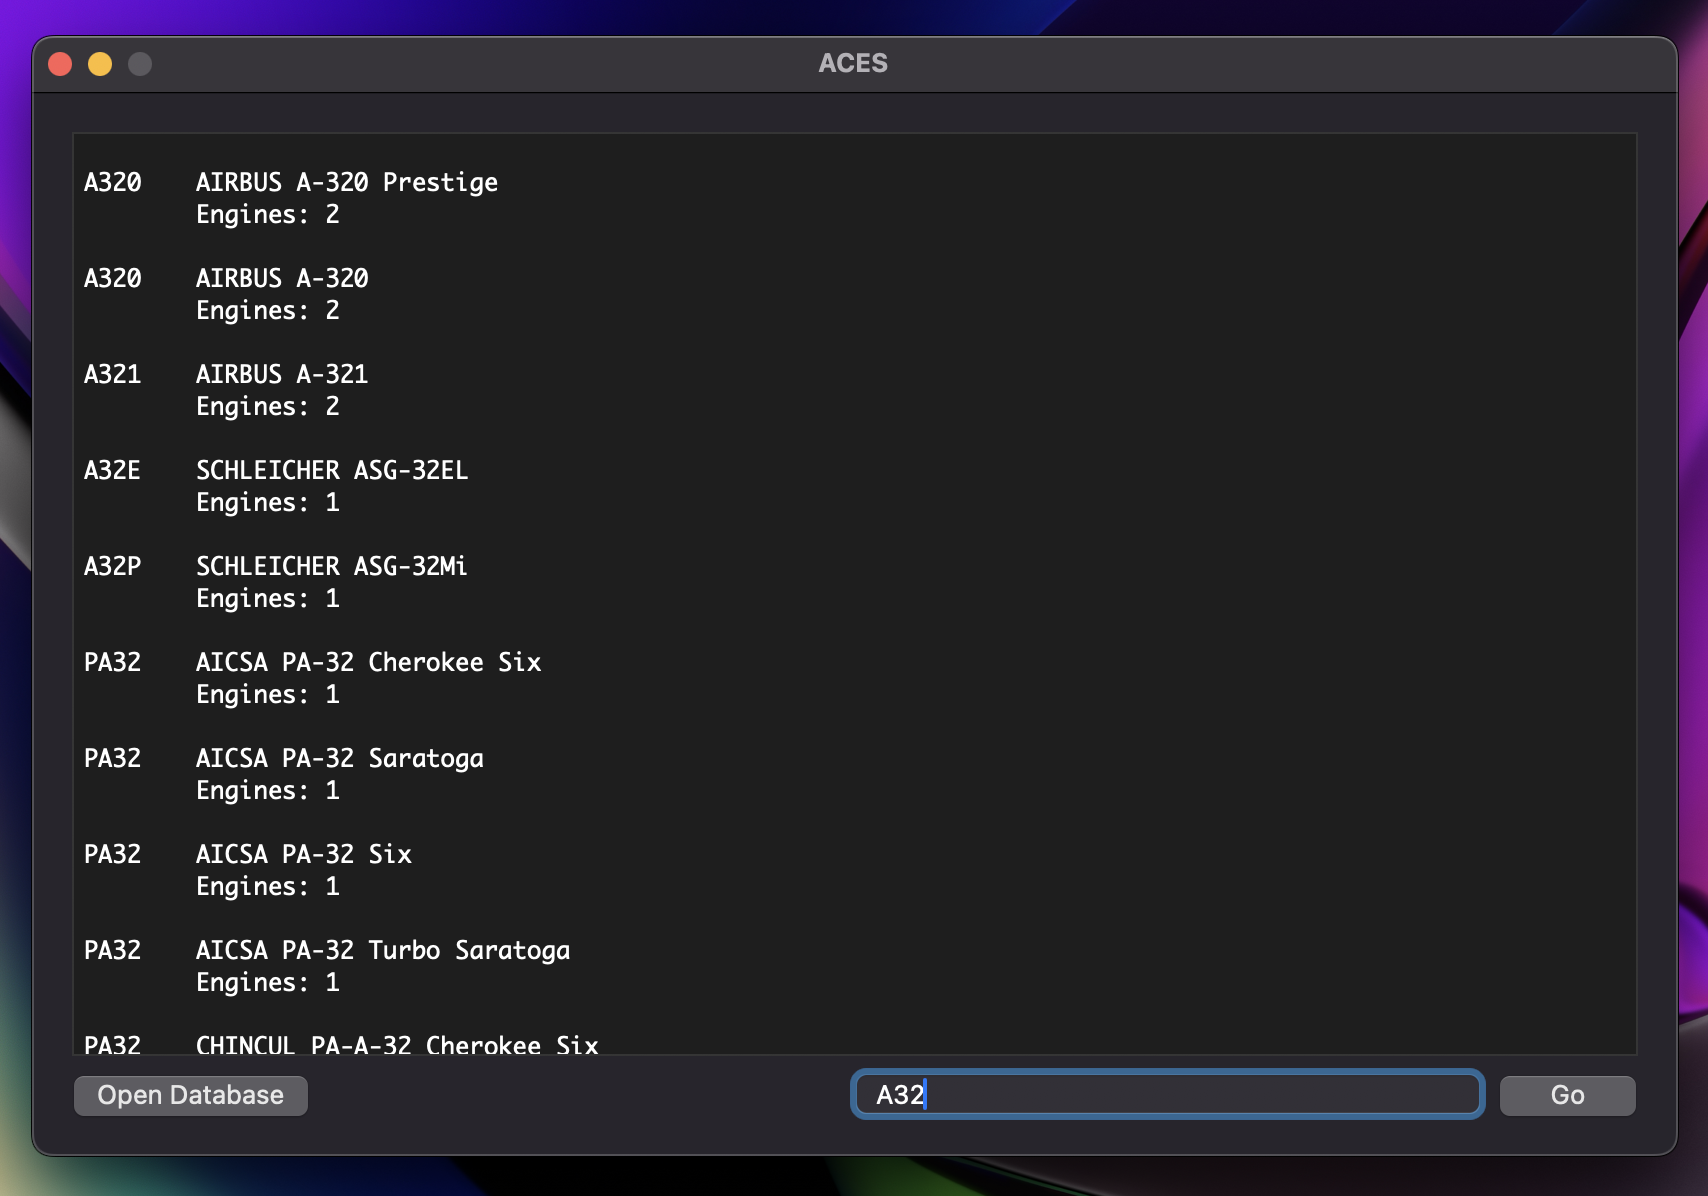 ACES
A320 AIRBUS A-320 Prestige
Engines: 2
A320 AIRBUS A-320
Engines: 2
A321 AIRBUS A-321
Engines: 2
A32E SCHLEICHER ASG-32EL
Engines: 1
A32P SCHLEICHER ASG-32Mi
Engines: 1
PA32 AICSA PA-32 Cherokee Six
Engines: 1
PA32 AICSA PA-32 Saratoga
Engines: 1
PA32 AICSA PA-32 Six
Engines: 1
PA32 AICSA PA-32 Turbo Saratoga
Engines: 1
PA32 CHINCUL PA-A-32 Cherokee Six
Open Database A32 Go